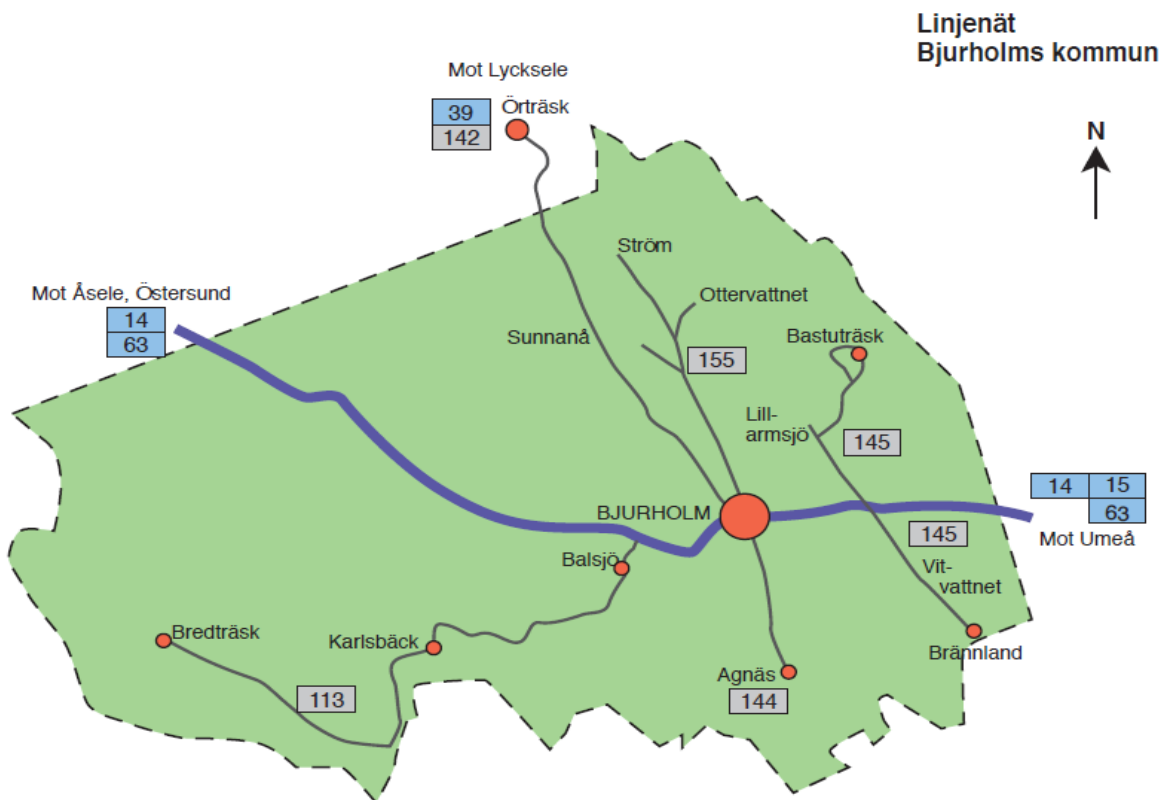 Linjenät
Bjurholms kommun
Mot Lycksele
39
142
Örträsk
N
Ström
Mot Åsele, Östersund
14
63
Ottervattnet
Sunnanå
Bastuträsk
155
Lill-
armsjö
145
14 15
63
Mot Umeå
BJURHOLM
145
Balsjö
Vit-
vattnet
Bredträsk
Karlsbäck
Brännland
Agnäs
144
113